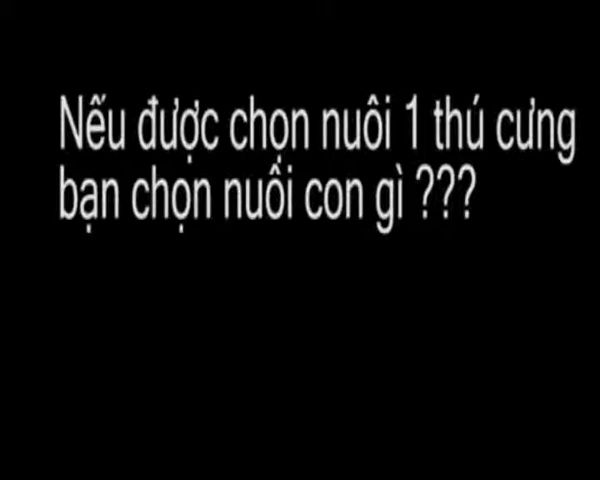 Nếu được chọn nuôi 1 thú cưng
bạn chọn nuôi con gì ???